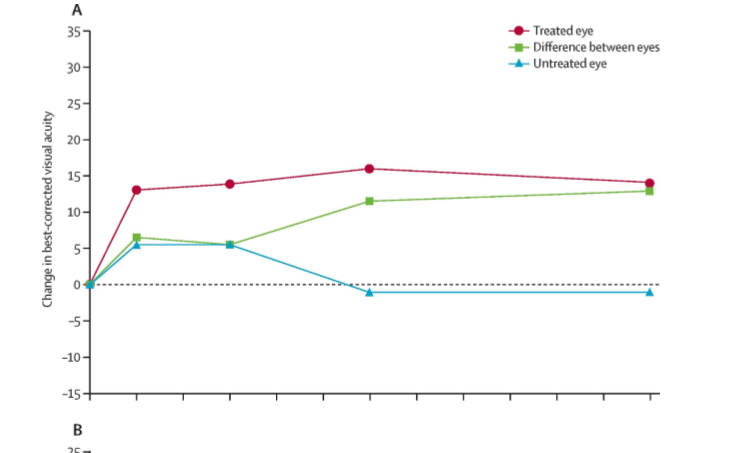 A
35
Treated eye
Difference between eyes
Untreated eye
30
25
20
15
10
5
0
−5
−10
−15
Change in best-corrected visual acuity
B
25